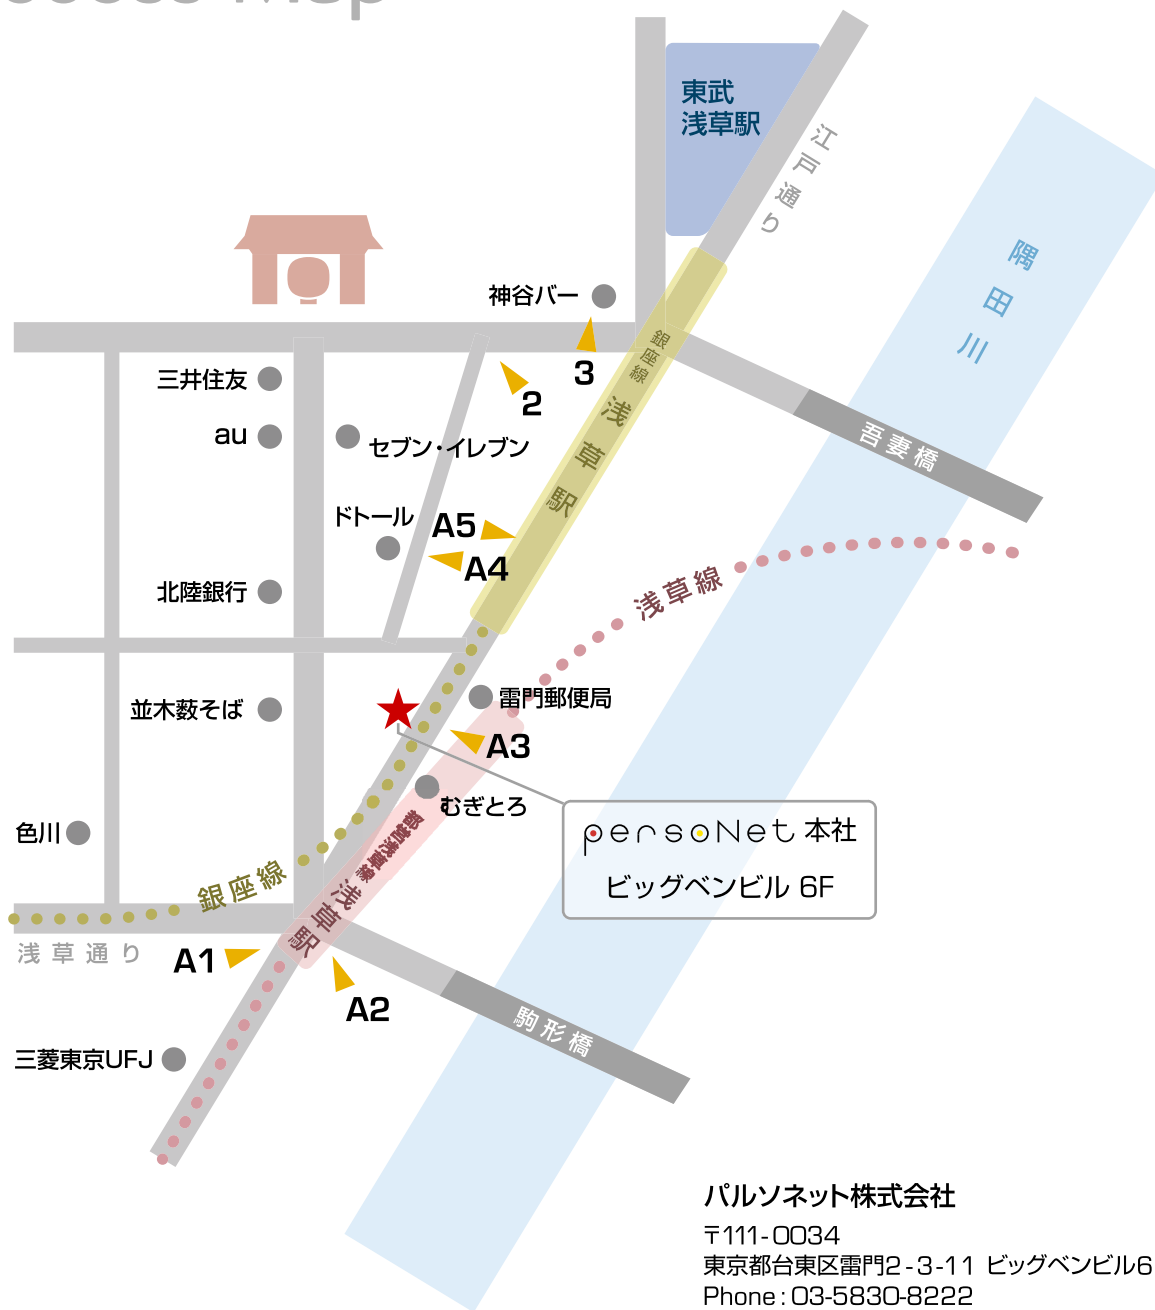 東武
浅草駅
江戸通り
隅田川
神谷バー
3
2
銀座線
浅草駅
三井住友
au
セブン・イレブン
吾妻橋
ドトール
A5
A4
浅草線
北陸銀行
雷門郵便局
並木薮そば
A3
むぎとろ
色川
persoNet 本社
ビッグベンビル 6F
都営浅草線
浅草駅
銀座線
浅草通り
A1
A2
駒形橋
三菱東京UFJ
パルソネット株式会社
〒111-0034
東京都台東区雷門2-3-11 ビッグベンビル6
Phone : 03-5830-8222